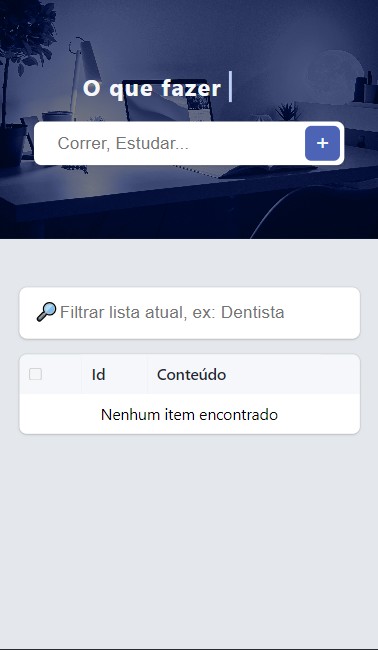 O que fazer
Correr, Estudar...
+
🔎Filtrar lista atual, ex: Dentista
Id Conteúdo
Nenhum item encontrado